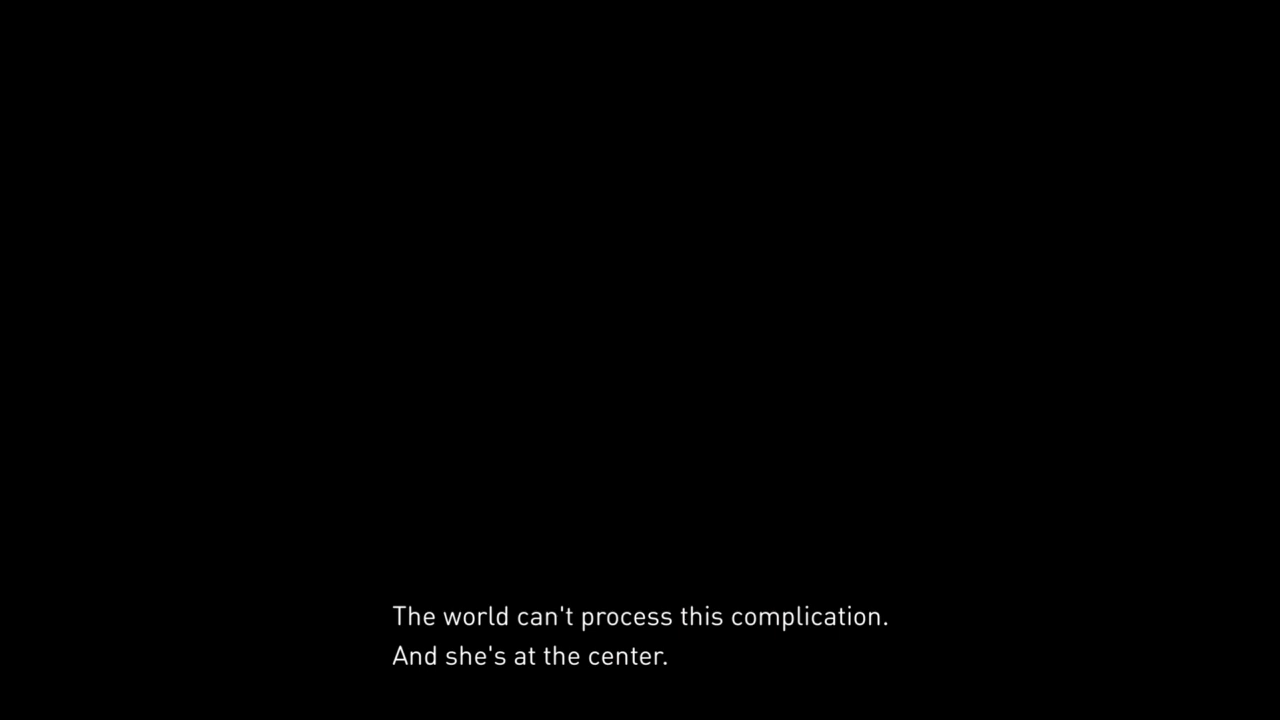 The world can't process this complication.
And she's at the center.